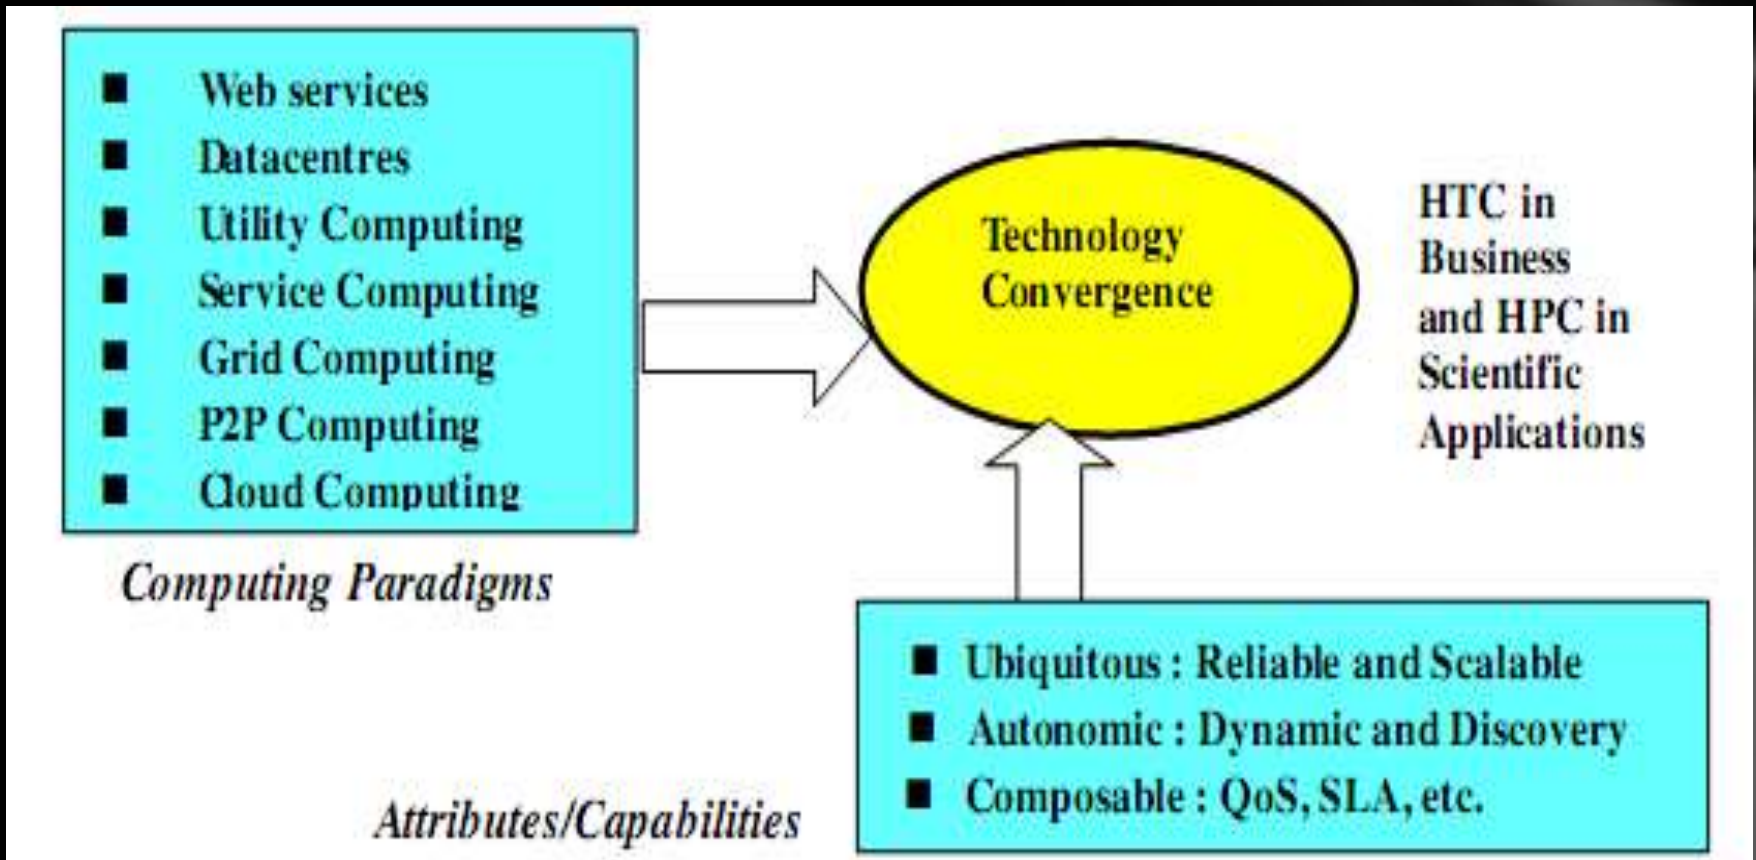 Web services
Datacentres
Utility Computing
Service Computing
Grid Computing
P2P Computing
Cloud Computing
Computing Paradigms
Technology
Convergence
HTC in
Business
and HPC in
Scientific
Applications
Ubiquitous : Reliable and Scalable
Autonomic : Dynamic and Discovery
Composable : QoS, SLA, etc.
Attributes/Capabilities